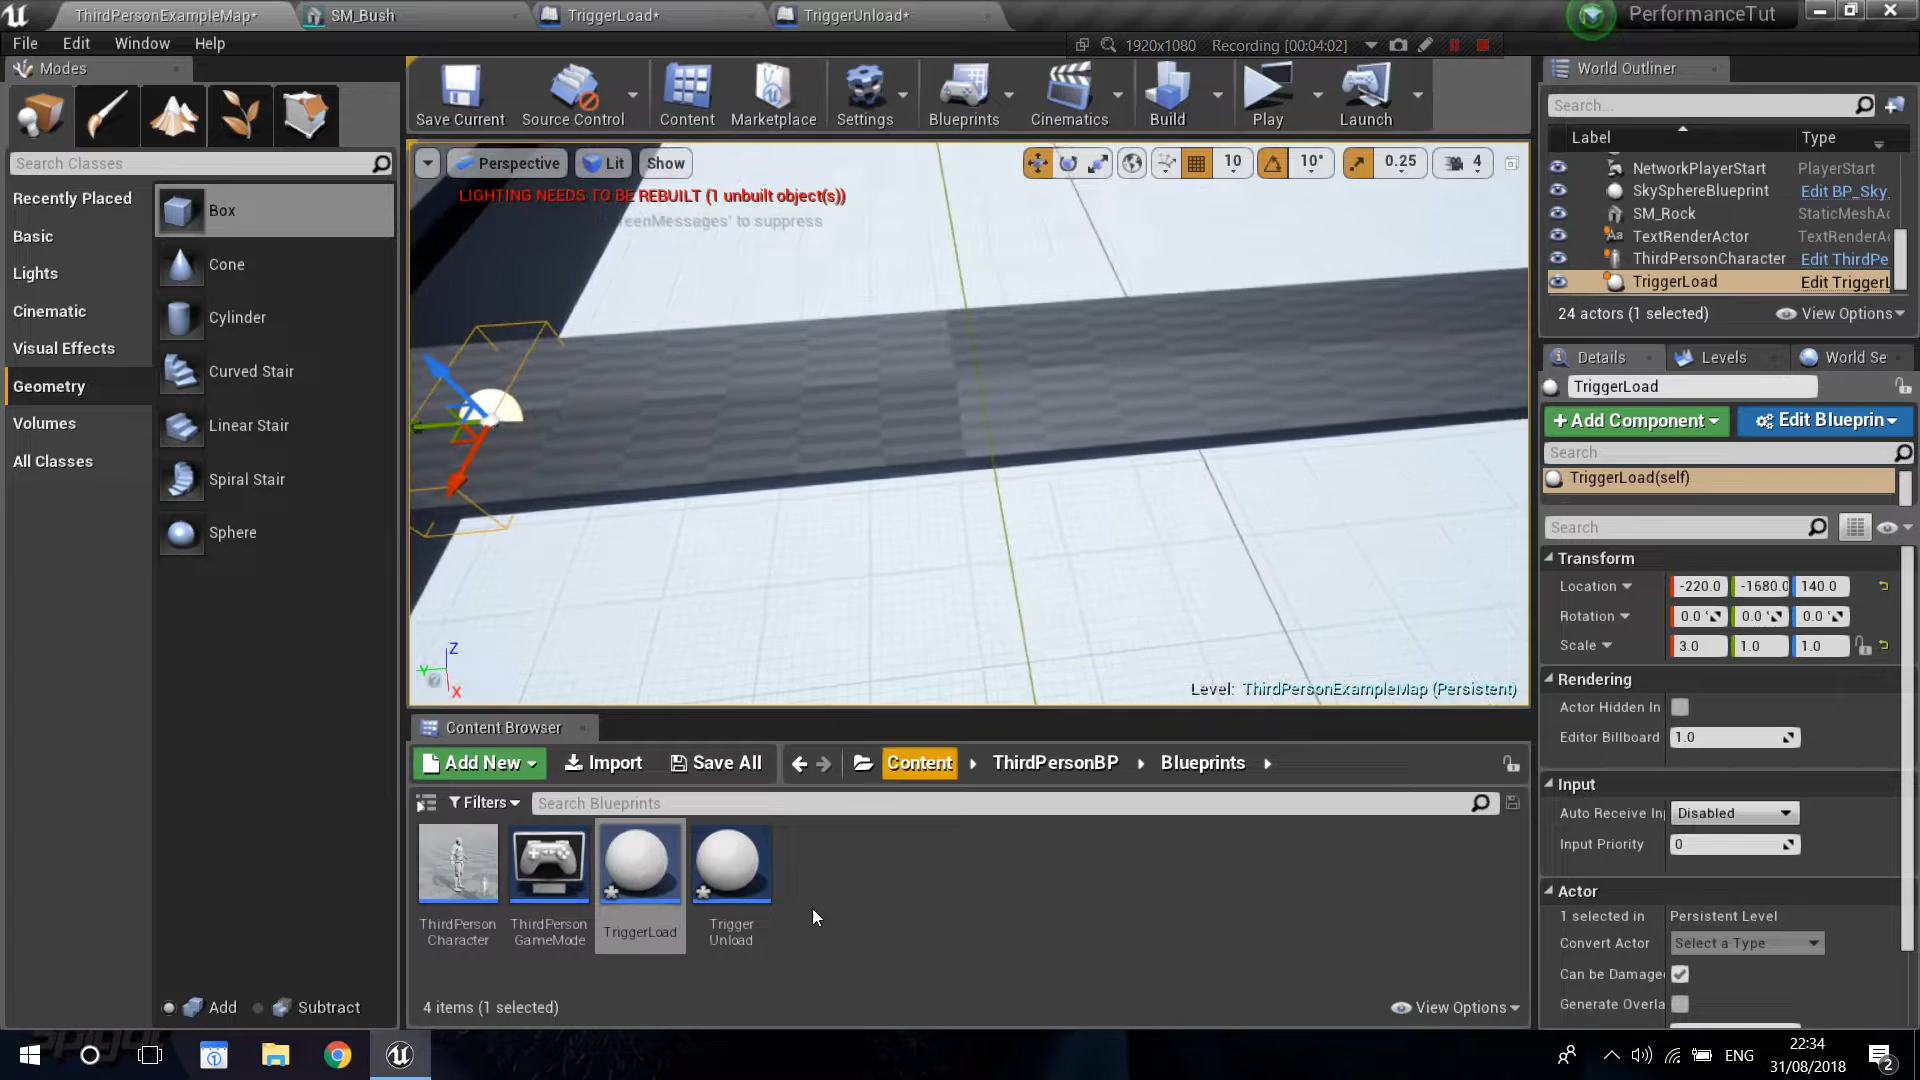 ThirdPersonExampleMap*
SM_Bush
TriggerLoad*
TriggerUnload*
PerformanceTut
File Edit Window Help
1920x1080 Recording [00:04:02]
Modes
Save Current
Source Control
Content
Marketplace
Settings
Blueprints
Cinematics
Build
Play
Launch
Search Classes
Recently Placed
Basic
Lights
Cinematic
Visual Effects
Geometry
Volumes
All Classes
Box
Cone
Cylinder
Curved Stair
Linear Stair
Spiral Stair
Sphere
Add Subtract
Perspective Lit Show
10 10° 0.25 4
LIGHTING NEEDS TO BE REBUILT (1 unbuilt object(s))
reenMessages' to suppress
Z
Y
X
Level: ThirdPersonExampleMap (Persistent)
Content Browser
Add New Import Save All Content ThirdPersonBP Blueprints
Filters Search Blueprints
ThirdPerson
Character
ThirdPerson
GameMode
TriggerLoad
Trigger
Unload
4 items (1 selected)
View Options
World Outliner
Search...
Label Type
NetworkPlayerStart PlayerStart
SkySphereBlueprint Edit BP_Sky
SM_Rock StaticMeshAc
TextRenderActor TextRenderAc
ThirdPersonCharacter Edit ThirdPe
TriggerLoad Edit TriggerL
24 actors (1 selected) View Options
Details Levels World Se
TriggerLoad
+Add Component Edit Blueprin
Search
TriggerLoad(self)
Search
Transform
Location -220.0 -1680.0 140.0
Rotation 0.0 ° 0.0 ° 0.0 °
Scale 3.0 1.0 1.0
Rendering
Actor Hidden In
Editor Billboard 1.0
Input
Auto Receive In Disabled
Input Priority 0
Actor
1 selected in Persistent Level
Convert Actor Select a Type
Can be Damage
Generate Overla
ENG
22:34
31/08/2018
2